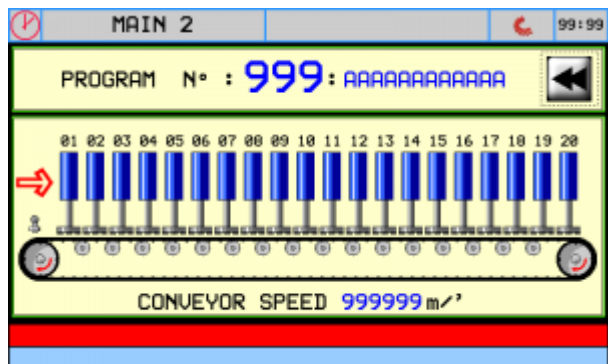 MAIN 2 99:99
PROGRAM N° : 999: AAAAAAAAAAAA
01 02 03 04 05 06 07 08 09 10 11 12 13 14 15 16 17 18 19 20
CONVEYOR SPEED 999999 m/'